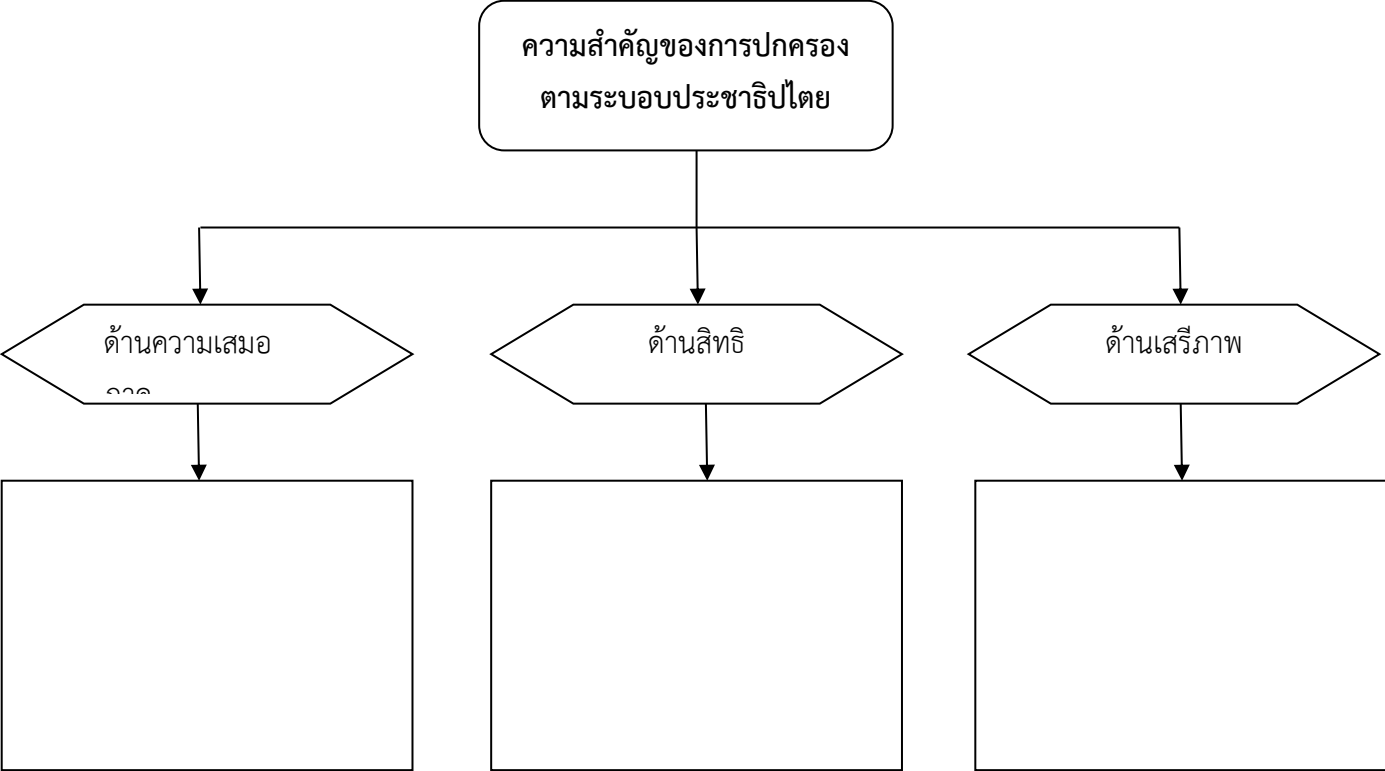 ความสำคัญของการปกครอง
ตามระบอบประชาธิปไตย
ด้านความเสมอ
ด้านสิทธิ
ด้านเสรีภาพ